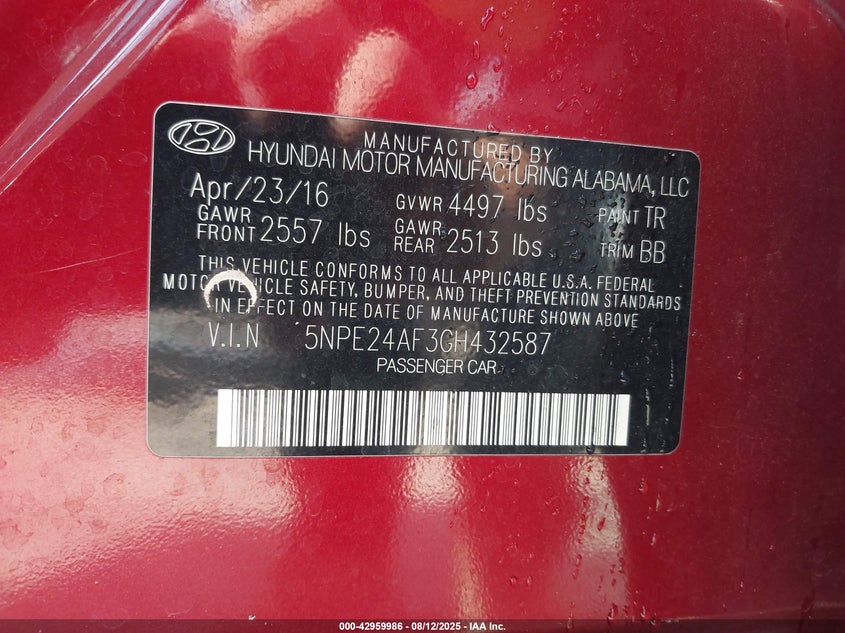 MANUFACTURED BY
HYUNDAI MOTOR MANUFACTURING ALABAMA, LLC
Apr/23/16 GVWR 4497 lbs PAINT TR
GAWR FRONT 2557 lbs GAWR REAR 2513 lbs TRIM BB
THIS VEHICLE CONFORMS TO ALL APPLICABLE U.S.A. FEDERAL
MOTOR VEHICLE SAFETY, BUMPER, AND THEFT PREVENTION STANDARDS
IN EFFECT ON THE DATE OF MANUFACTURE SHOWN ABOVE.
V.I.N 5NPE24AF3GH432587
PASSENGER CAR
000-42959986 - 08/12/2025 - IAA Inc.